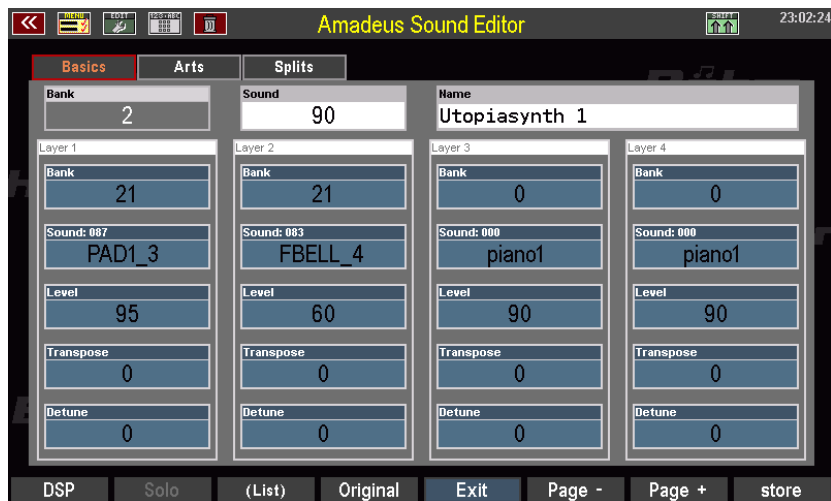 MENU EDIT Amadeus Sound Editor SHIFT 23:02:24
Basics Arts Splits
Bank Sound Name
2 90 Utopiasynth 1
Layer 1 Layer 2 Layer 3 Layer 4
Bank Bank Bank Bank
21 21 0 0
Sound: 087 Sound: 083 Sound: 000 Sound: 000
PAD1_3 FBELL_4 piano1 piano1
Level Level Level Level
95 60 90 90
Transpose Transpose Transpose Transpose
0 0 0 0
Detune Detune Detune Detune
0 0 0 0
DSP Solo (List) Original Exit Page - Page + store